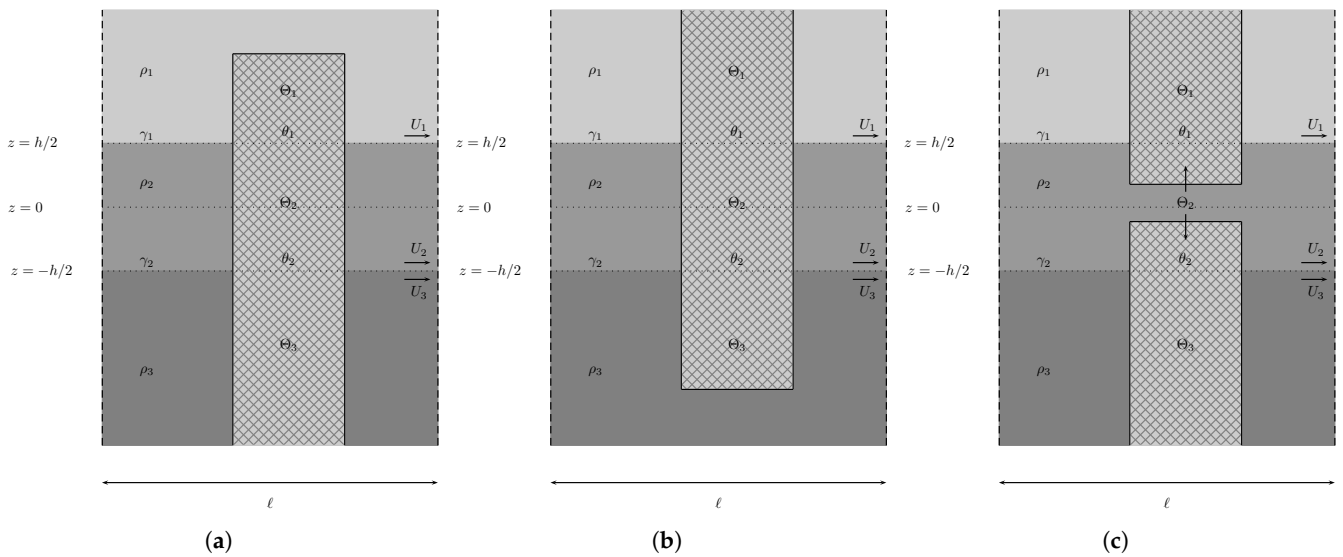 ρ₁ Θ₁
γ₁ θ₁ U₁
z = h/2
ρ₂
z = 0 Θ₂
γ₂ θ₂ U₂
z = −h/2
U₃
Θ₃
ρ₃
ℓ
(a)
ρ₁ Θ₁
γ₁ θ₁ U₁
z = h/2
ρ₂
z = 0 Θ₂
γ₂ θ₂ U₂
z = −h/2
U₃
Θ₃
ρ₃
ℓ
(b)
ρ₁ Θ₁
γ₁ θ₁ U₁
z = h/2
ρ₂
z = 0 Θ₂
γ₂ θ₂ U₂
z = −h/2
U₃
Θ₃
ρ₃
ℓ
(c)